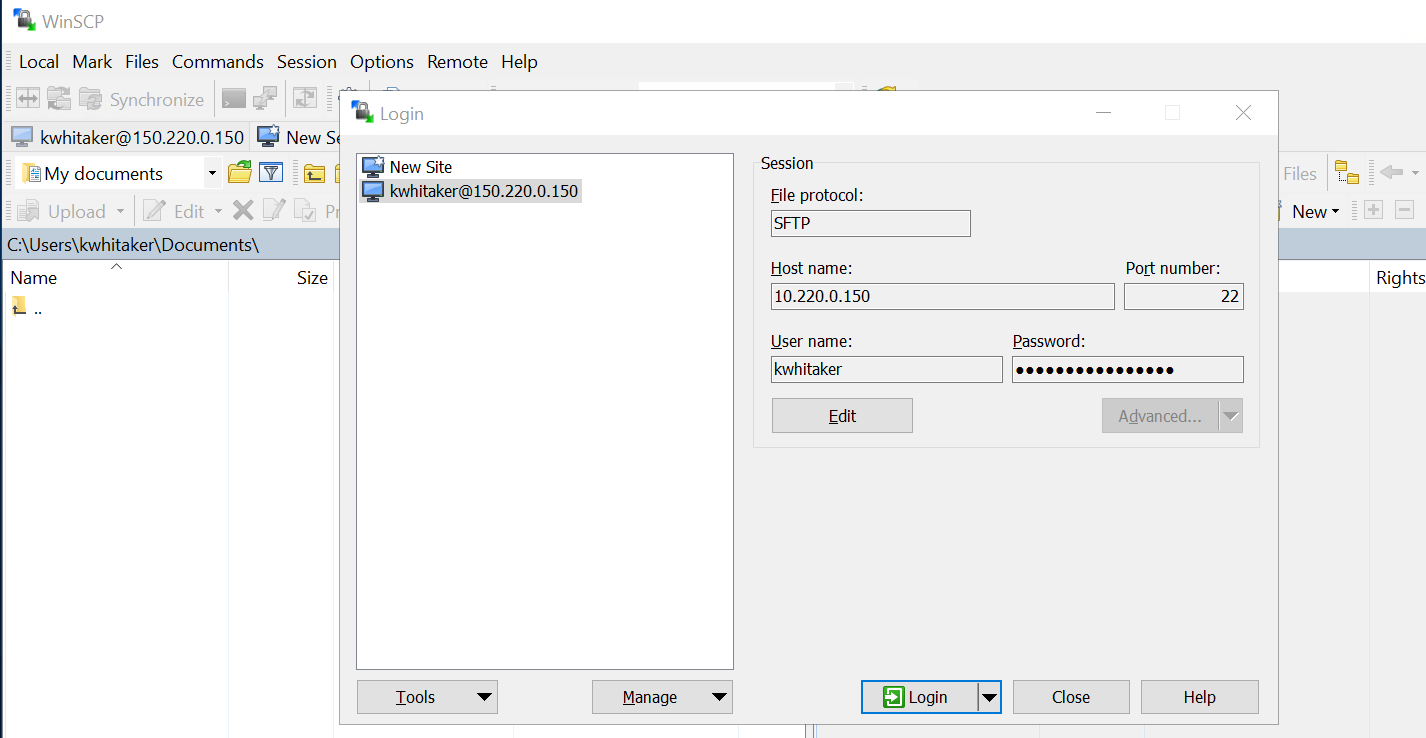 WinSCP
Local Mark Files Commands Session Options Remote Help
Synchronize
Login
kwhitaker@150.220.0.150 New
My documents
Files
Upload Edit
New
C:\Users\kwhitaker\Documents\
Name Size
Rights
..
New Site
kwhitaker@150.220.0.150
Session
File protocol:
SFTP
Host name: Port number:
10.220.0.150 22
User name: Password:
kwhitaker ●●●●●●●●●●●●●●●●
Edit Advanced...
Tools Manage Login Close Help